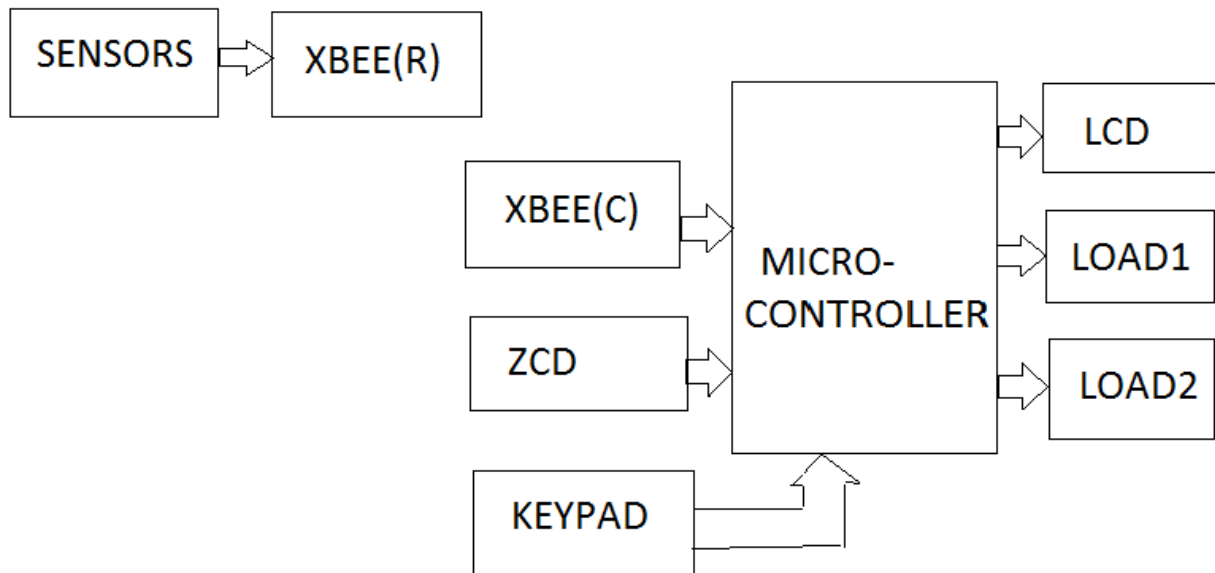 SENSORS
XBEE(R)
LCD
XBEE(C)
MICRO-
CONTROLLER
LOAD1
ZCD
LOAD2
KEYPAD